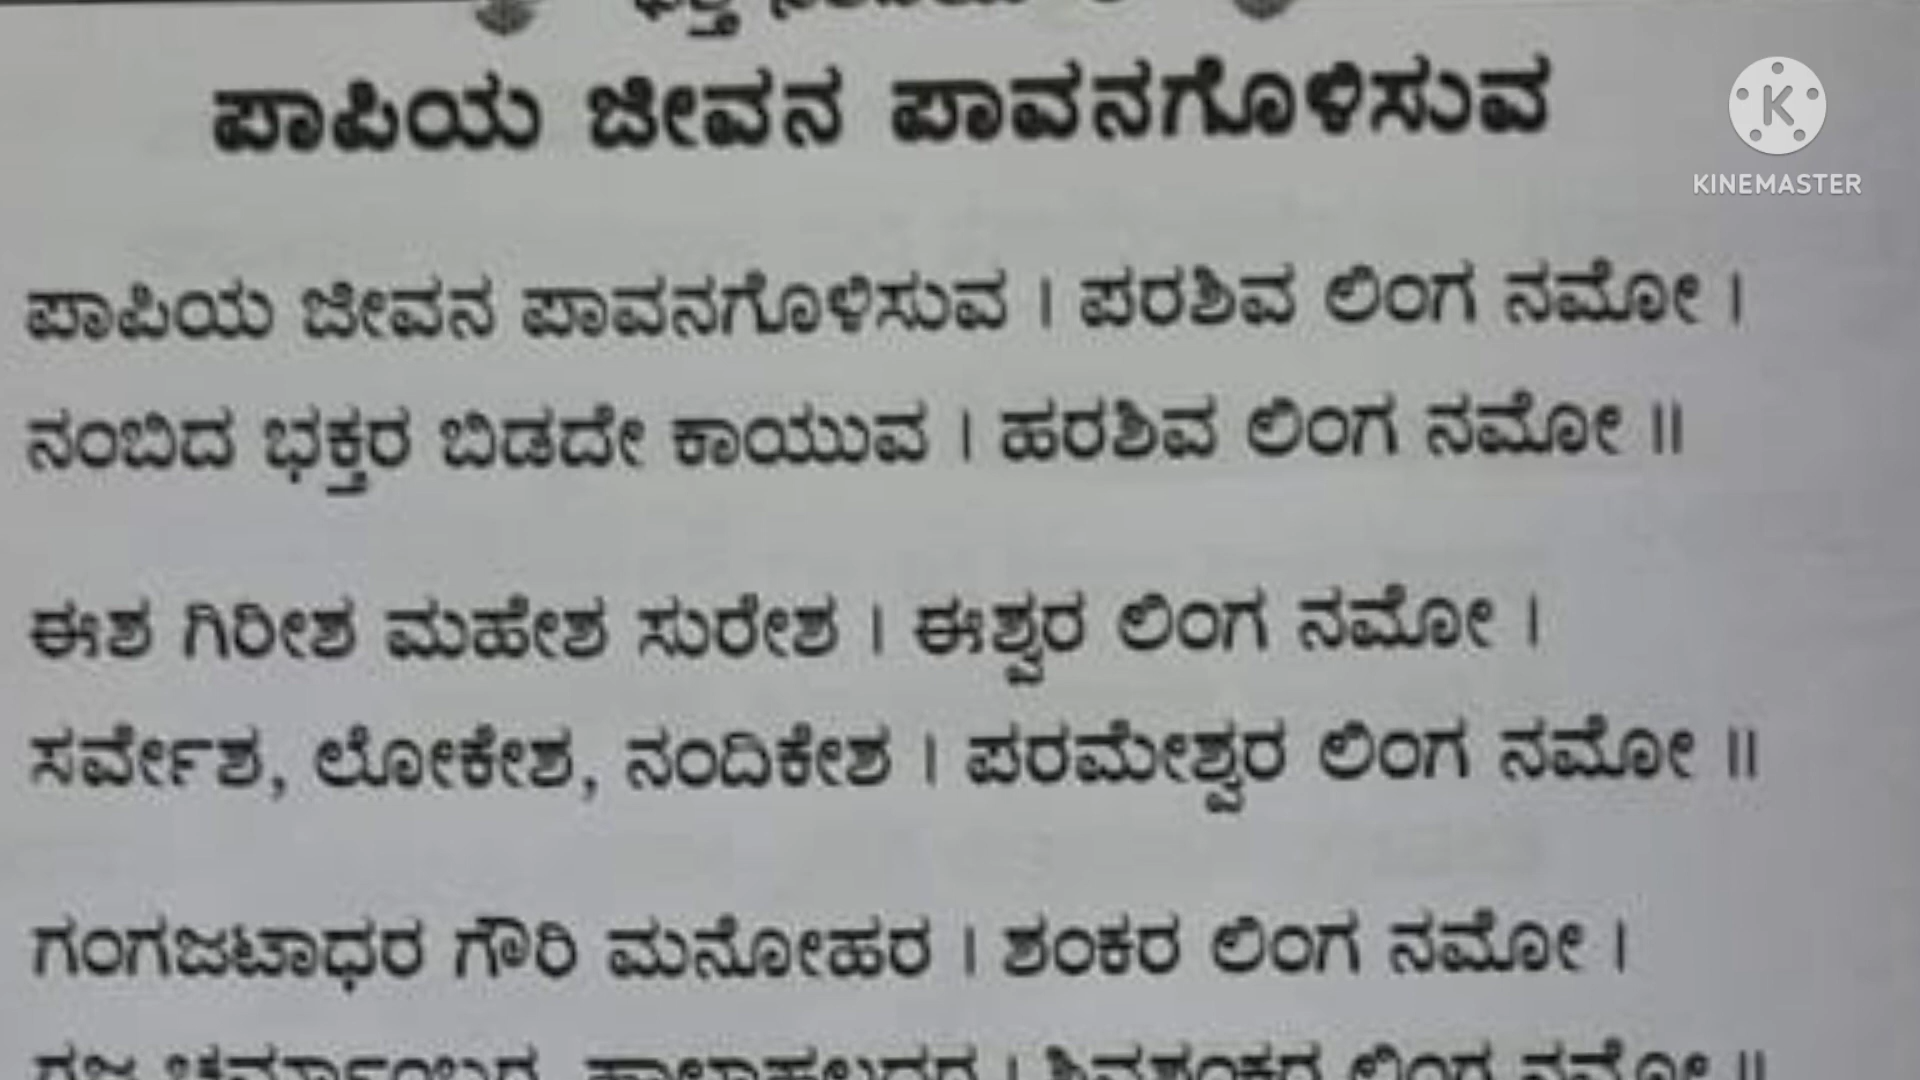 ಪಾಪಿಯ ಜೀವನ ಪಾವನಗೊಳಿಸುವ
K
KINEMASTER
ಪಾಪಿಯ ಜೀವನ ಪಾವನಗೊಳಿಸುವ । ಪರಶಿವ ಲಿಂಗ ನಮೋ ।
ನಂಬಿದ ಭಕ್ತರ ಬಿಡದೇ ಕಾಯುವ । ಹರಶಿವ ಲಿಂಗ ನಮೋ ॥
ಈಶ ಗಿರೀಶ ಮಹೇಶ ಸುರೇಶ । ಈಶ್ವರ ಲಿಂಗ ನಮೋ ।
ಸರ್ವೇಶ, ಲೋಕೇಶ, ನಂದಿಕೇಶ । ಪರಮೇಶ್ವರ ಲಿಂಗ ನಮೋ ॥
ಗಂಗಜಟಾಧರ ಗೌರಿ ಮನೋಹರ । ಶಂಕರ ಲಿಂಗ ನಮೋ ।